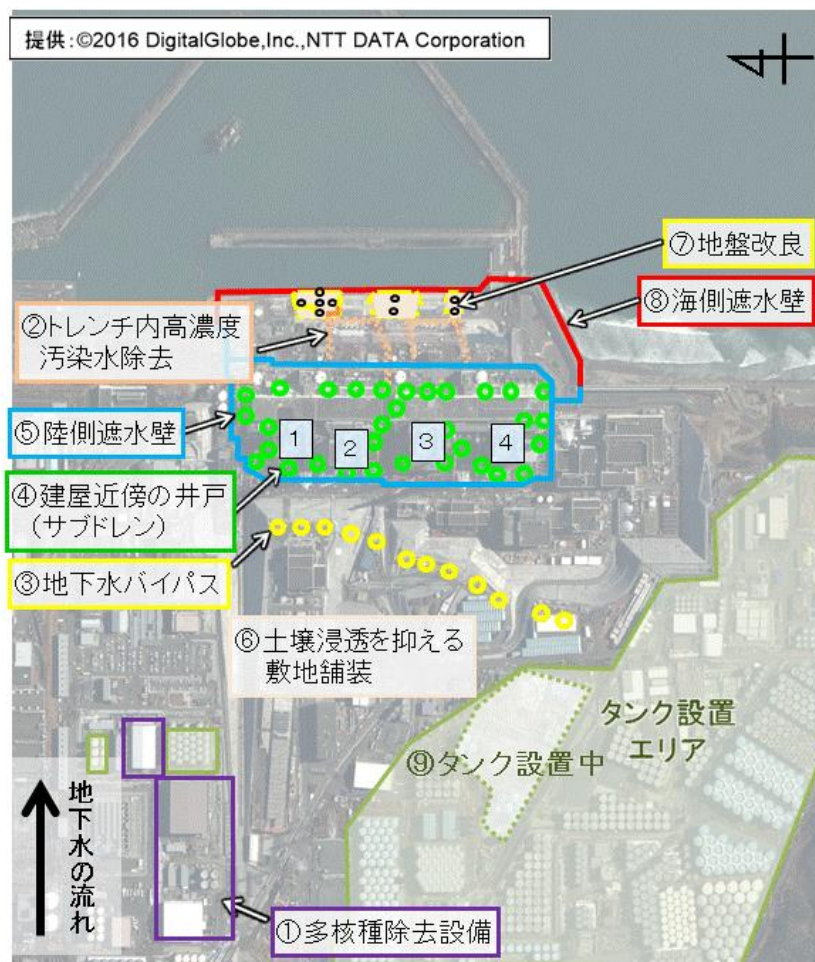 提供:©2016 DigitalGlobe,Inc.,NTT DATA Corporation
⑦地盤改良
⑧海側遮水壁
②トレンチ内高濃度
汚染水除去
⑤陸側遮水壁
1
2
3
4
④建屋近傍の井戸
(サブドレン)
③地下水バイパス
⑥土壌浸透を抑える
敷地舗装
タンク設置
エリア
⑨タンク設置中
地下水の流れ
①多核種除去設備